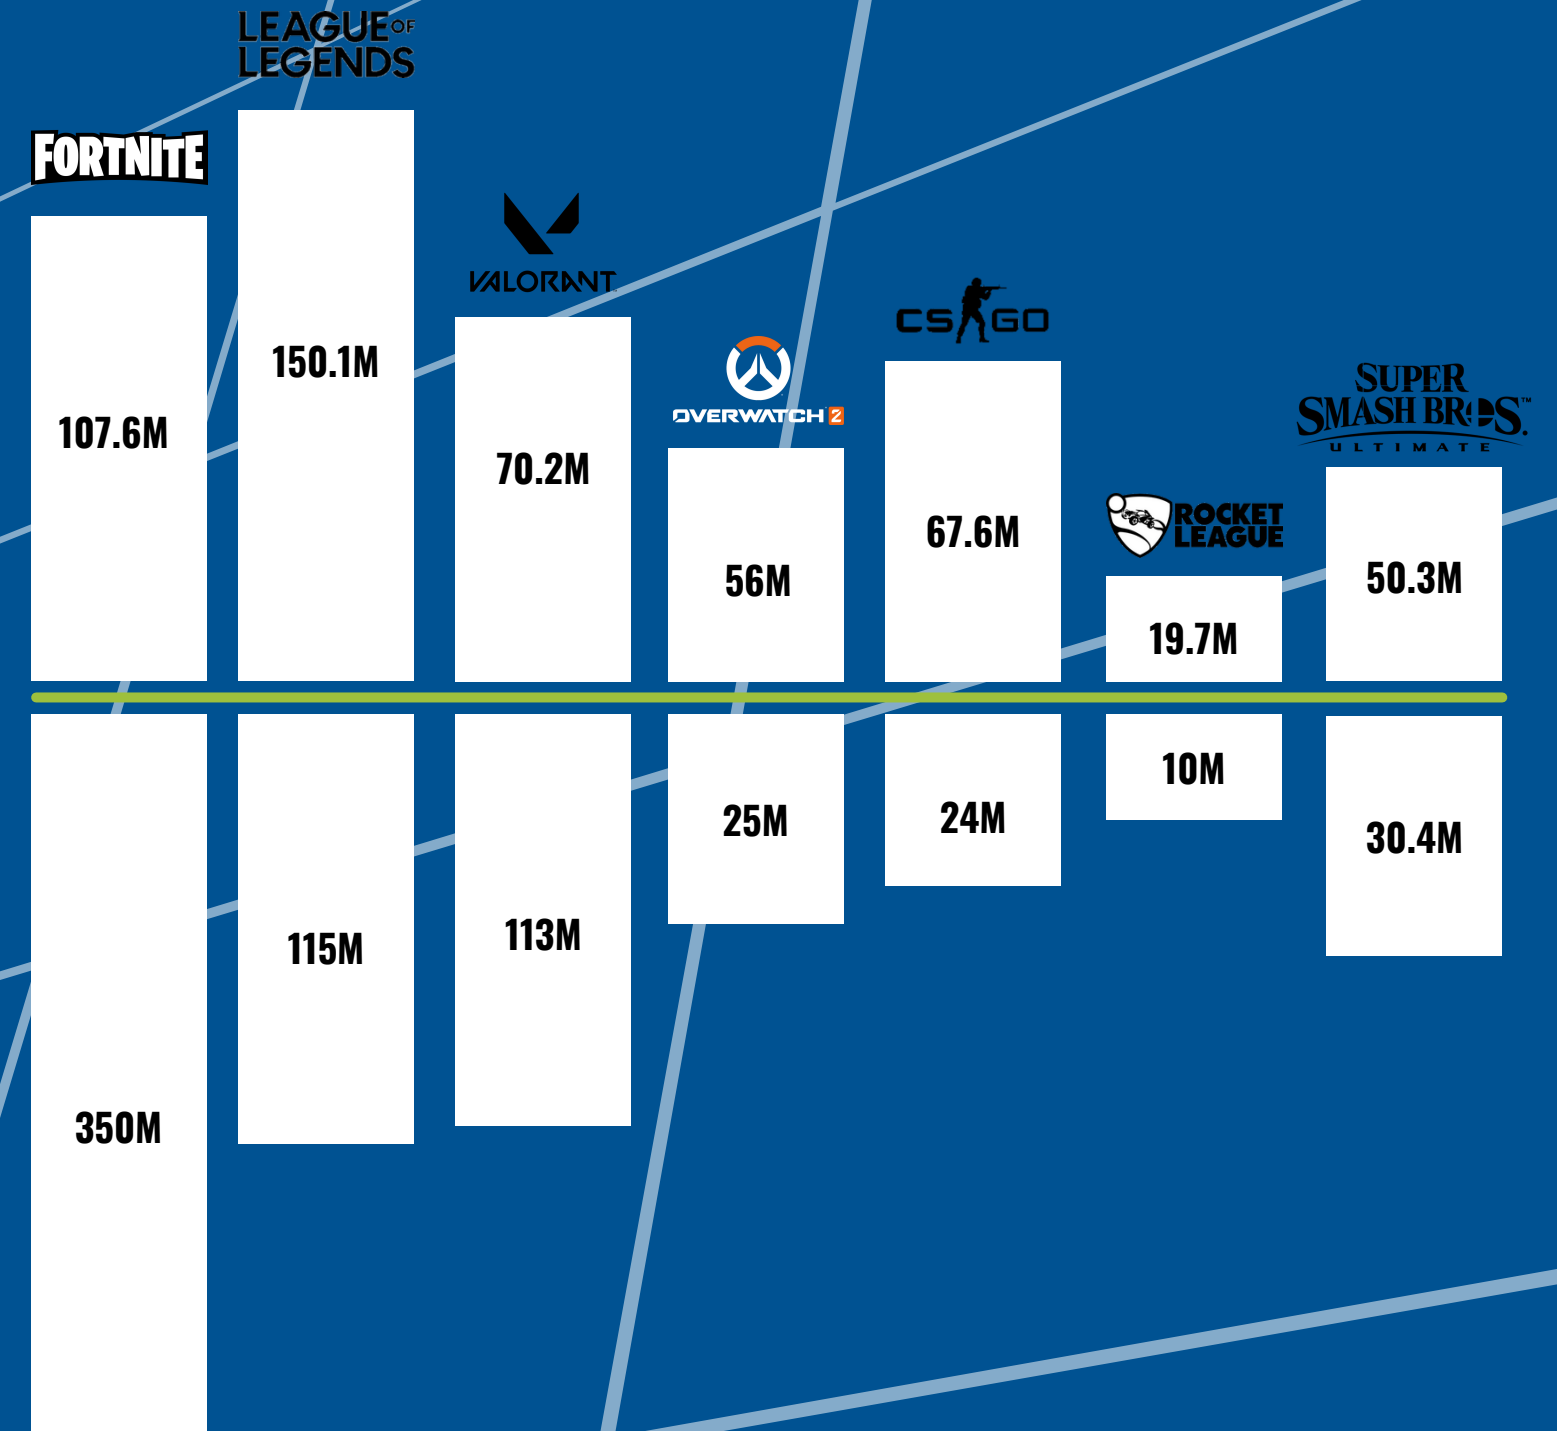 LEAGUE OF
LEGENDS
FORTNITE
VALORANT
CS GO
OVERWATCH 2
SUPER
SMASH BROS.™
ULTIMATE
ROCKET
LEAGUE
107.6M
150.1M
70.2M
56M
67.6M
19.7M
50.3M
350M
115M
113M
25M
24M
10M
30.4M